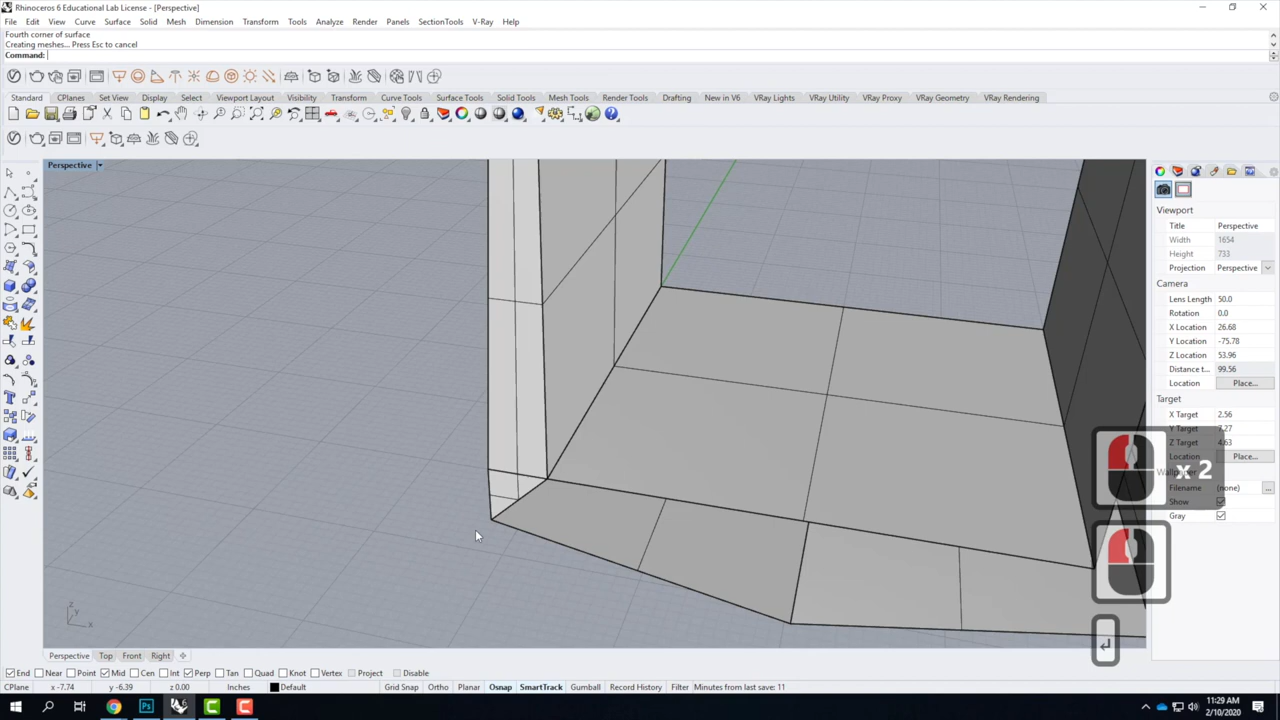 Rhinoceros 6 Educational Lab License - [Perspective]
File Edit View Curve Surface Solid Mesh Dimension Transform Tools Analyze Render Panels SectionTools V-Ray Help
Fourth corner of surface
Creating meshes... Press Esc to cancel
Command:
Standard CPlanes Set View Display Select Viewport Layout Visibility Transform Curve Tools Surface Tools Solid Tools Mesh Tools Render Tools Drafting New in V6 VRay Lights VRay Utility VRay Proxy VRay Geometry VRay Rendering
Perspective
Viewport
Title Perspective
Width 1654
Height 733
Projection Perspective
Camera
Lens Length 50.0
Rotation 0.0
X Location 26.68
Y Location -75.78
Z Location 53.96
Distance t... 99.56
Location Place...
Target
X Target 2.56
Y Target 7.27
Z Target 4.63
Location Place...
Filename (none) ...
Show
Gray
x 2
z
y
x
Perspective Top Front Right
End Near Point Mid Cen Int Perp Tan Quad Knot Vertex Project Disable
CPlane x -7.74 y -6.39 z 0.00 Inches Default Grid Snap Ortho Planar Osnap SmartTrack Gumball Record History Filter Minutes from last save: 11
11:29 AM
2/10/2020